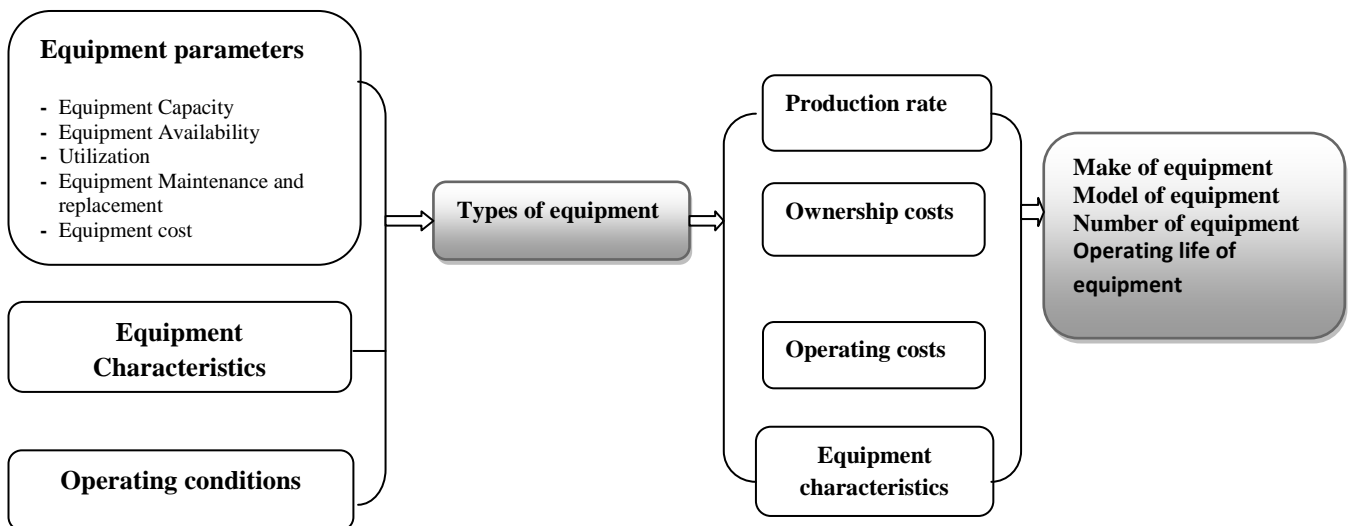 Equipment parameters
- Equipment Capacity
- Equipment Availability
- Utilization
- Equipment Maintenance and
replacement
- Equipment cost
Equipment
Characteristics
Operating conditions
Types of equipment
Production rate
Ownership costs
Operating costs
Equipment
characteristics
Make of equipment
Model of equipment
Number of equipment
Operating life of
equipment